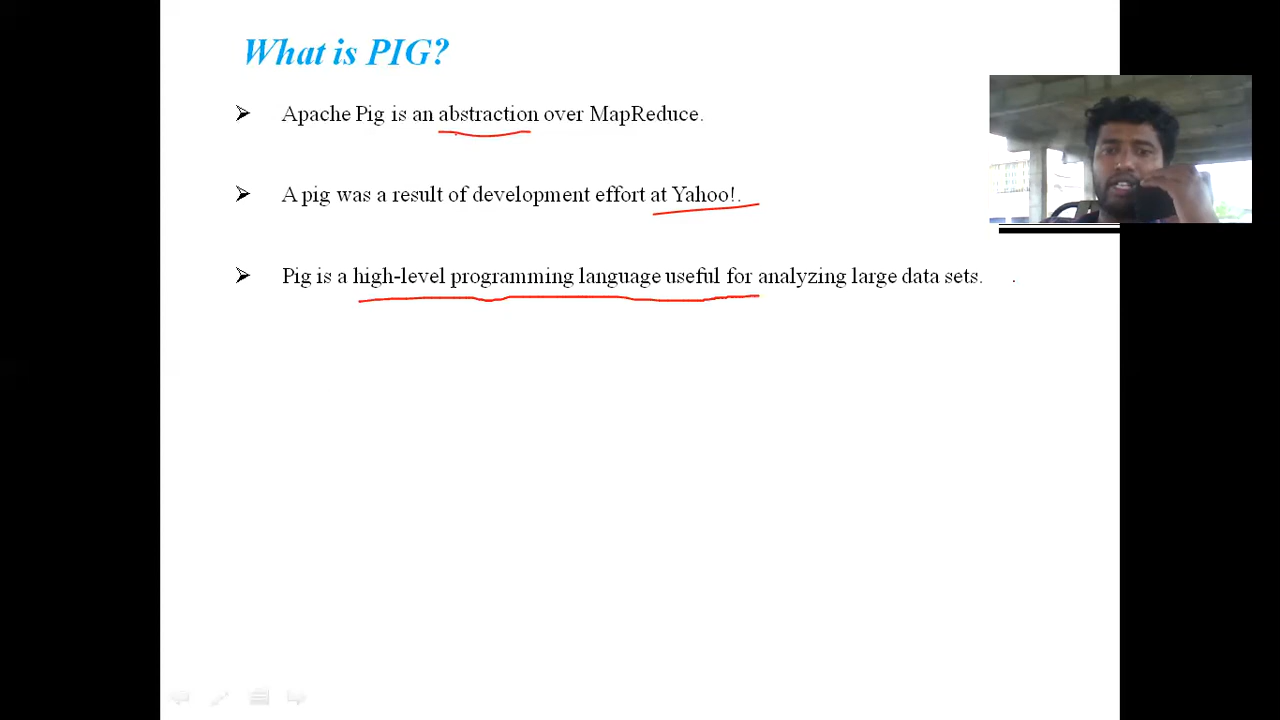 What is PIG?
Apache Pig is an abstraction over MapReduce.
A pig was a result of development effort at Yahoo!.
Pig is a high-level programming language useful for analyzing large data sets.